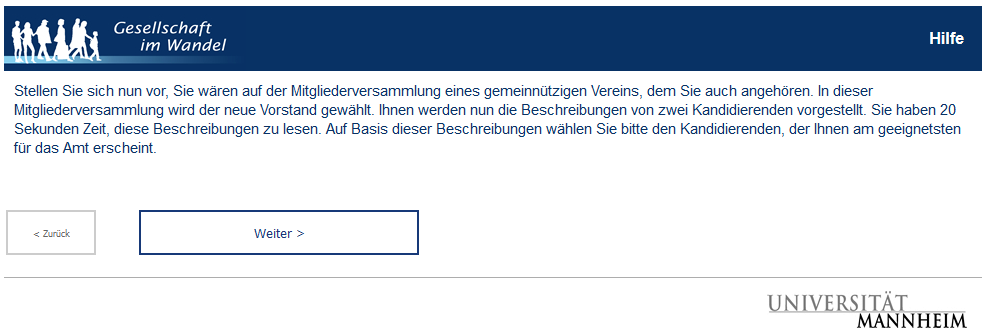 Gesellschaft
im Wandel
Hilfe
Stellen Sie sich nun vor, Sie wären auf der Mitgliederversammlung eines gemeinnützigen Vereins, dem Sie auch angehören. In dieser
Mitgliederversammlung wird der neue Vorstand gewählt. Ihnen werden nun die Beschreibungen von zwei Kandidierenden vorgestellt. Sie haben 20
Sekunden Zeit, diese Beschreibungen zu lesen. Auf Basis dieser Beschreibungen wählen Sie bitte den Kandidierenden, der Ihnen am geeignetsten
für das Amt erscheint.
< Zurück
Weiter >
UNIVERSITÄT
MANNHEIM